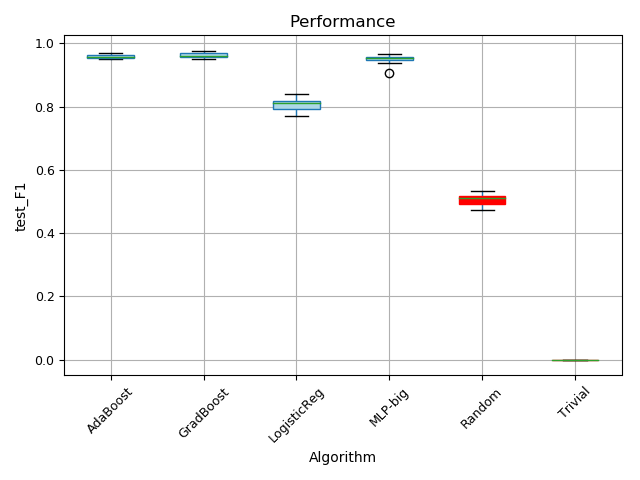 Performance
test_F1
1.0
0.8
0.6
0.4
0.2
0.0
AdaBoost
GradBoost
LogisticReg
MLP-big
Random
Trivial
Algorithm